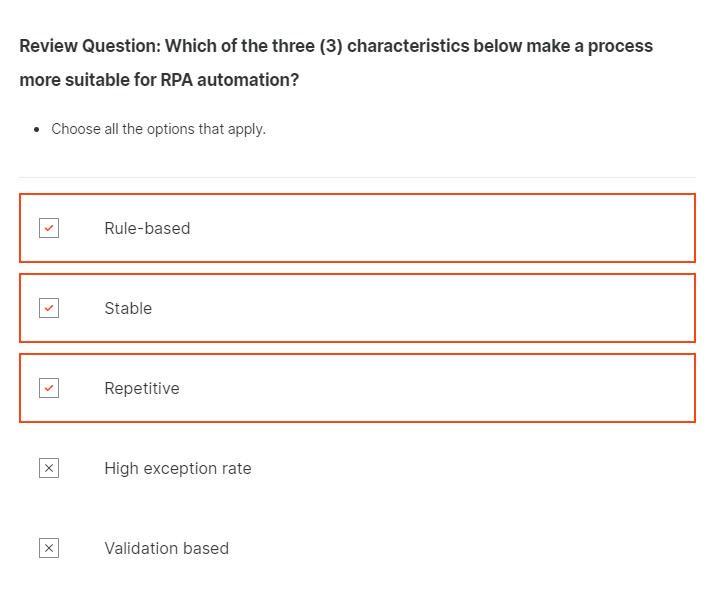 Review Question: Which of the three (3) characteristics below make a process
more suitable for RPA automation?
Choose all the options that apply.
Rule-based
Stable
Repetitive
High exception rate
Validation based